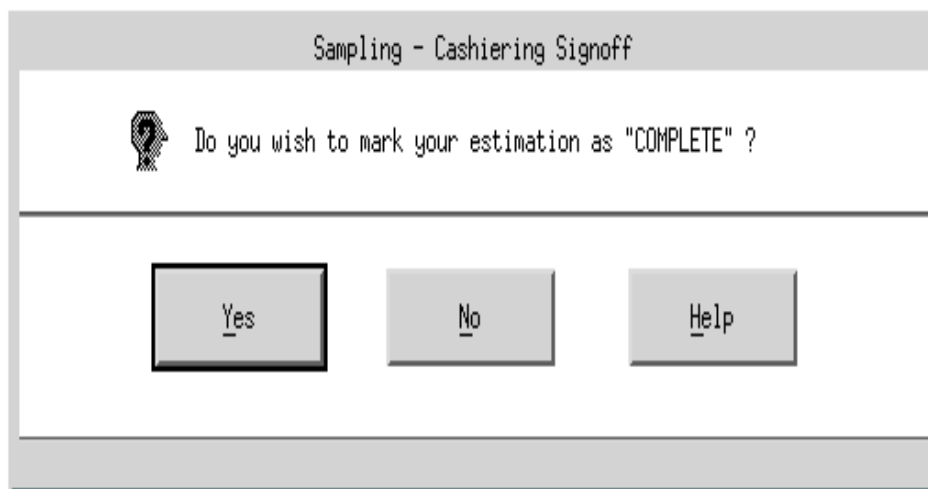 Sampling - Cashiering Signoff
Do you wish to mark your estimation as "COMPLETE" ?
Yes
No
Help